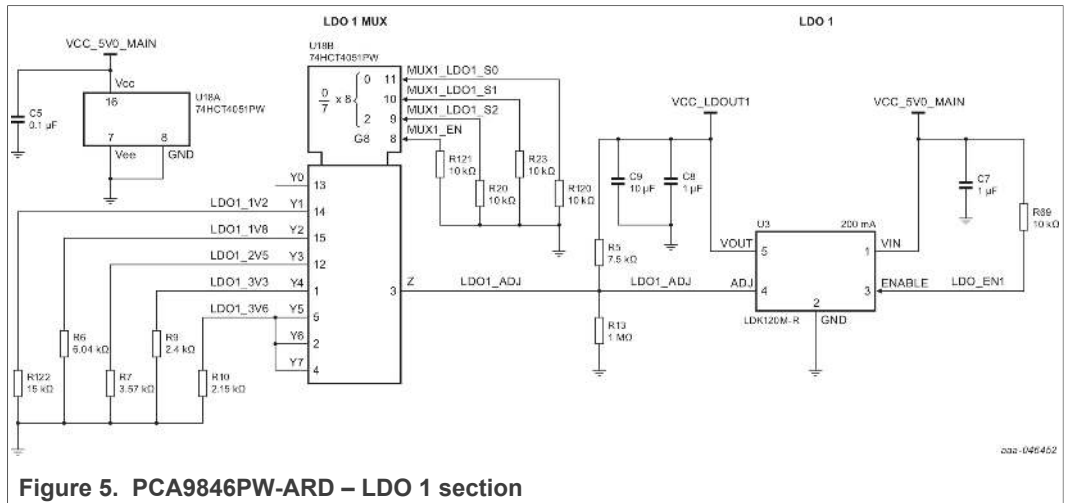 LDO 1 MUX
LDO 1
VCC_5V0_MAIN
C5
0.1 µF
Vcc
16
U18A
74HCT4051PW
7
8
Vee
GND
U18B
74HCT4051PW
0
7
x 8
0
2
G8
11
10
9
8
MUX1_LDO1_S0
MUX1_LDO1_S1
MUX1_LDO1_S2
MUX1_EN
R121
10 kΩ
R20
10 kΩ
R23
10 kΩ
R120
10 kΩ
Y0
13
LDO1_1V2
Y1
14
LDO1_1V8
Y2
15
LDO1_2V5
Y3
12
LDO1_3V3
Y4
1
LDO1_3V6
Y5
5
Y6
2
Y7
4
3
Z
LDO1_ADJ
R122
15 kΩ
R6
6.04 kΩ
R7
3.57 kΩ
R9
2.4 kΩ
R10
2.15 kΩ
VCC_LDOUT1
VCC_5V0_MAIN
C9
10 µF
C8
1 µF
C7
1 µF
R69
10 kΩ
R5
7.5 kΩ
R13
1 MΩ
LDO1_ADJ
U3
200 mA
VOUT
5
1
VIN
ADJ
4
3
ENABLE
LDO_EN1
2
GND
LDK120M-R
aaa-046452
Figure 5. PCA9846PW-ARD – LDO 1 section